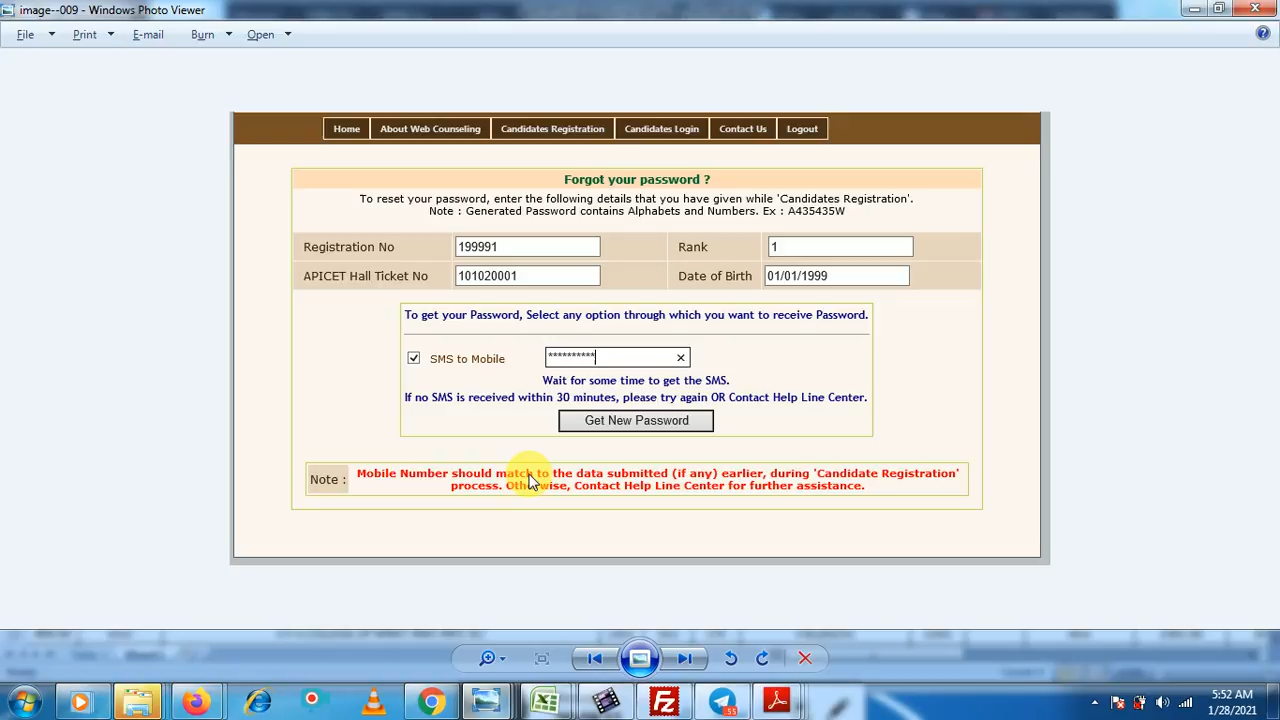 image--009 - Windows Photo Viewer
File Print E-mail Burn Open
Home About Web Counseling Candidates Registration Candidates Login Contact Us Logout
Forgot your password ?
To reset your password, enter the following details that you have given while 'Candidates Registration'.
Note : Generated Password contains Alphabets and Numbers. Ex : A435435W
Registration No 199991 Rank 1
APICET Hall Ticket No 101020001 Date of Birth 01/01/1999
To get your Password, Select any option through which you want to receive Password.
SMS to Mobile **********
Wait for some time to get the SMS.
If no SMS is received within 30 minutes, please try again OR Contact Help Line Center.
Get New Password
Note : Mobile Number should match to the data submitted (if any) earlier, during 'Candidate Registration'
process. Otherwise, Contact Help Line Center for further assistance.
55
5:52 AM
1/28/2021